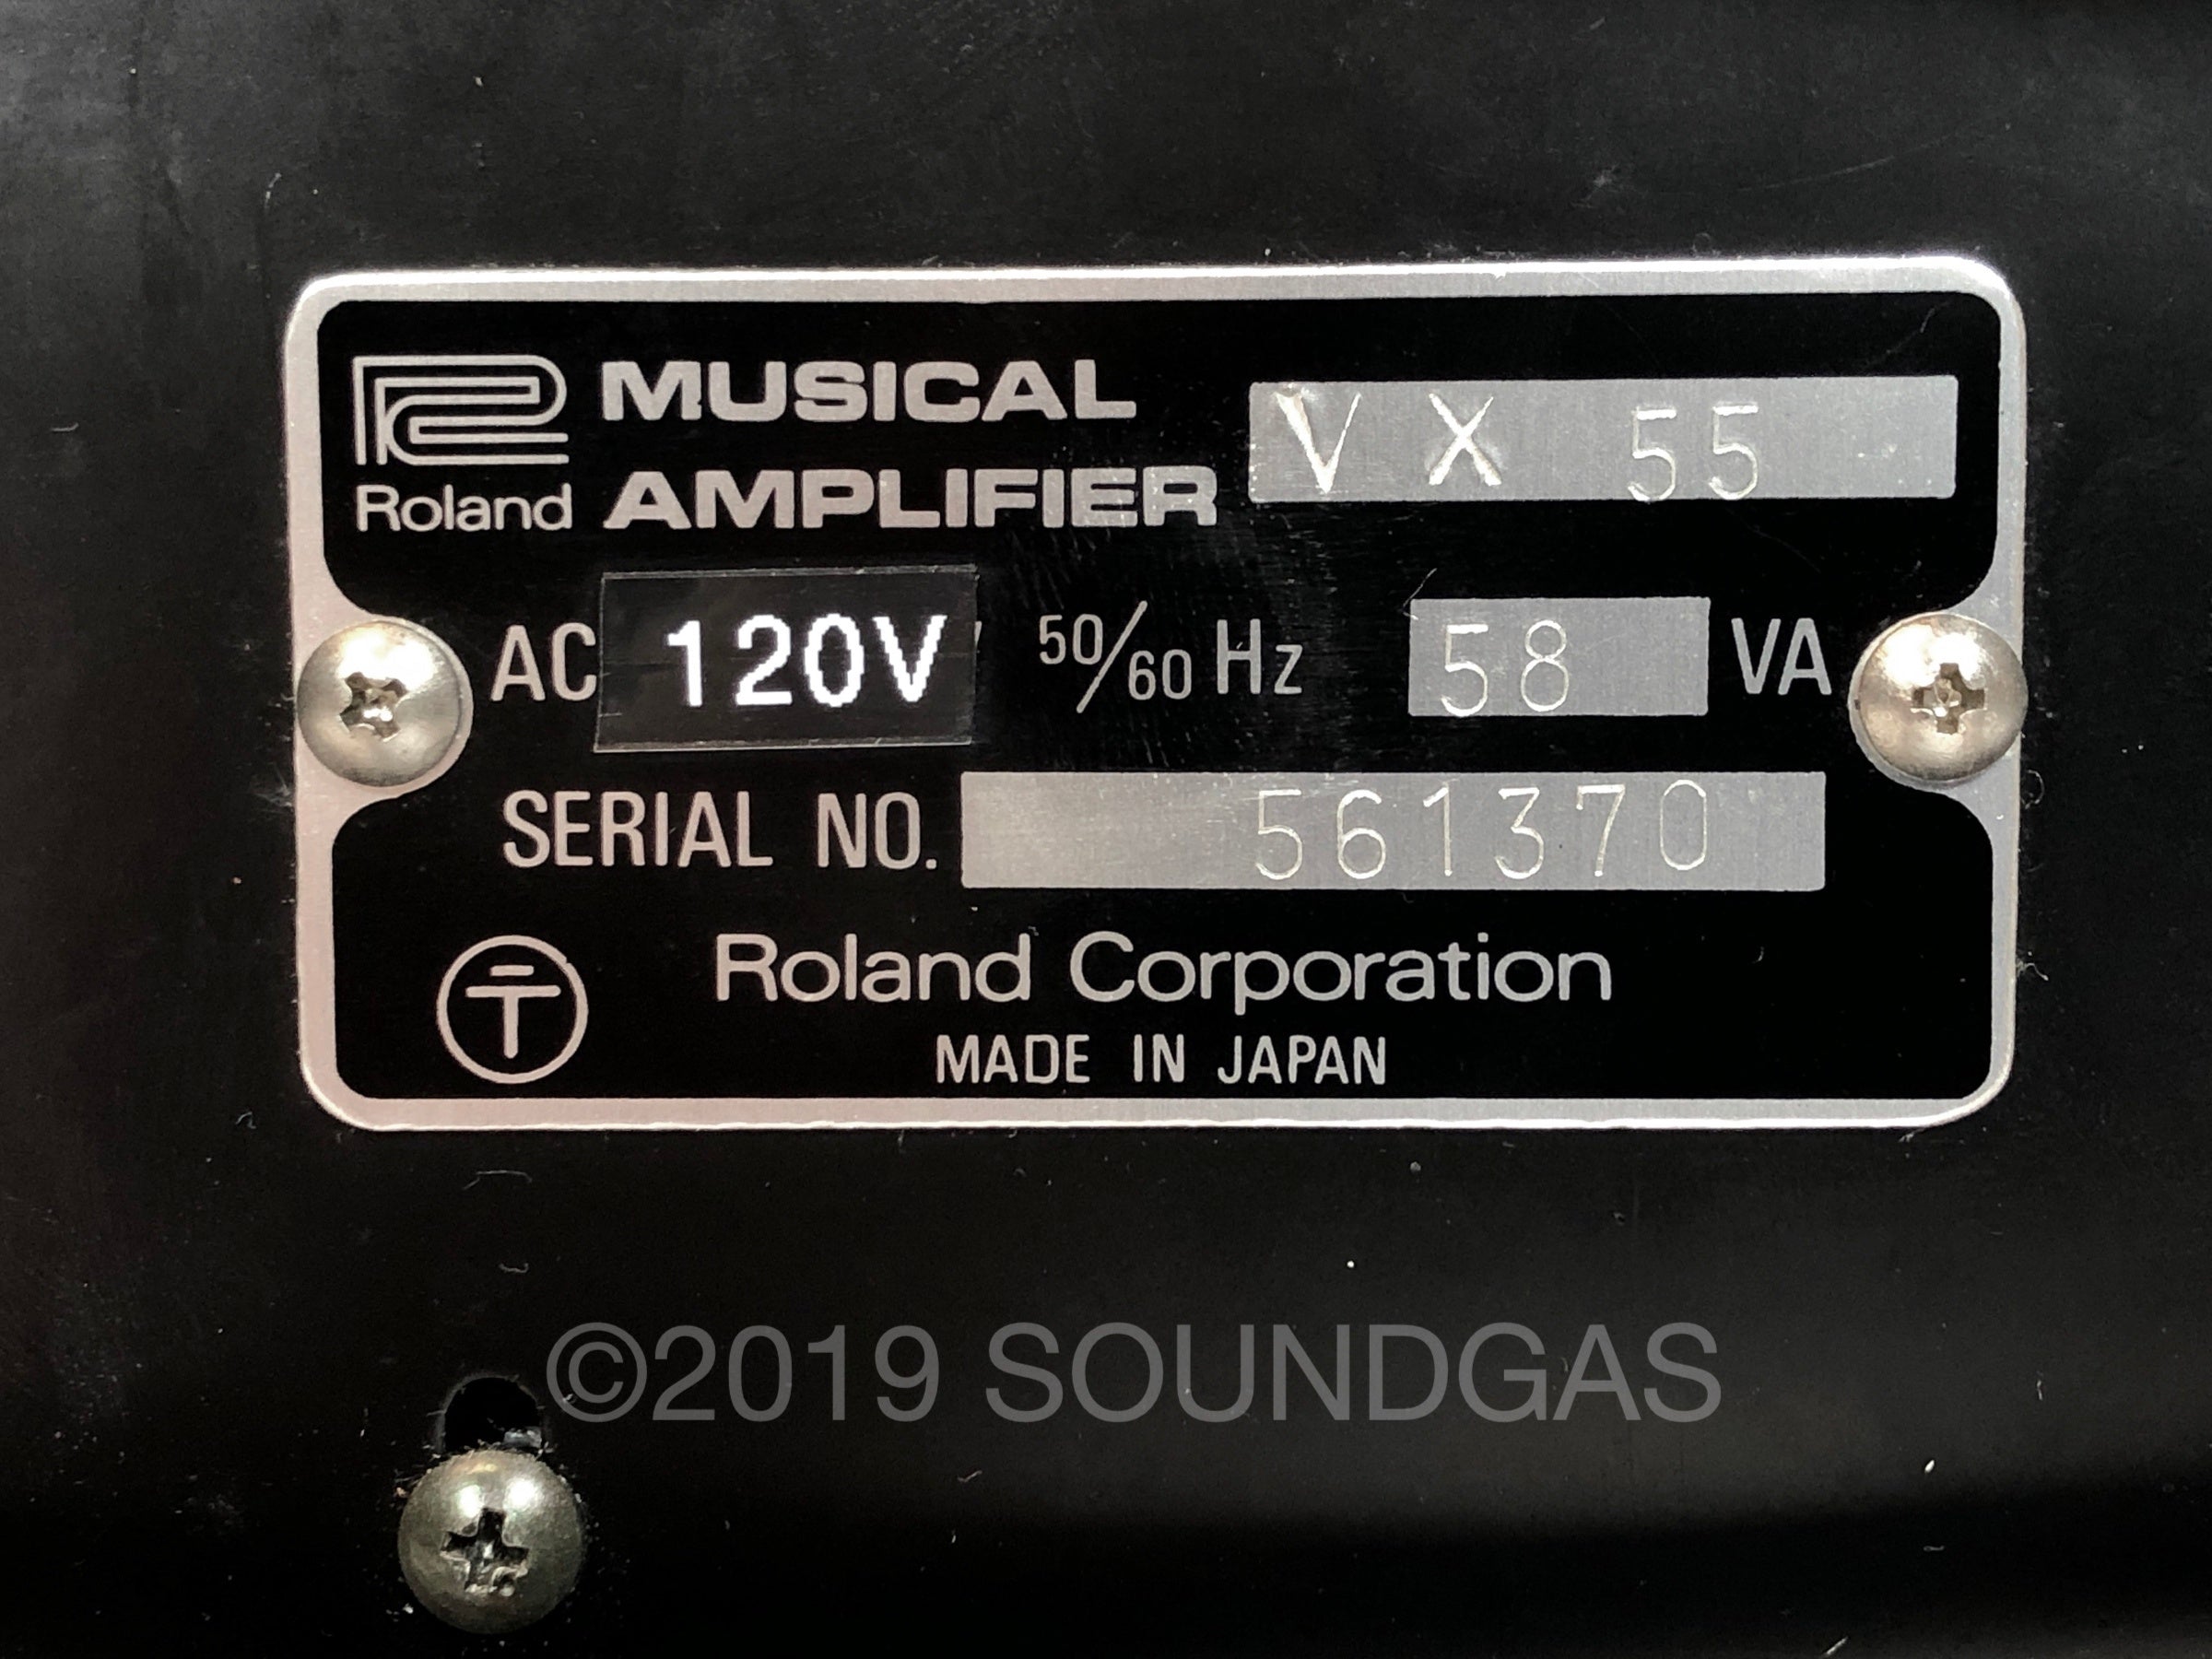 MUSICAL
AMPLIFIER VX 55
Roland
AC 120V 50/60 Hz 58 VA
SERIAL NO. 561370
Roland Corporation
MADE IN JAPAN
©2019 SOUNDGAS